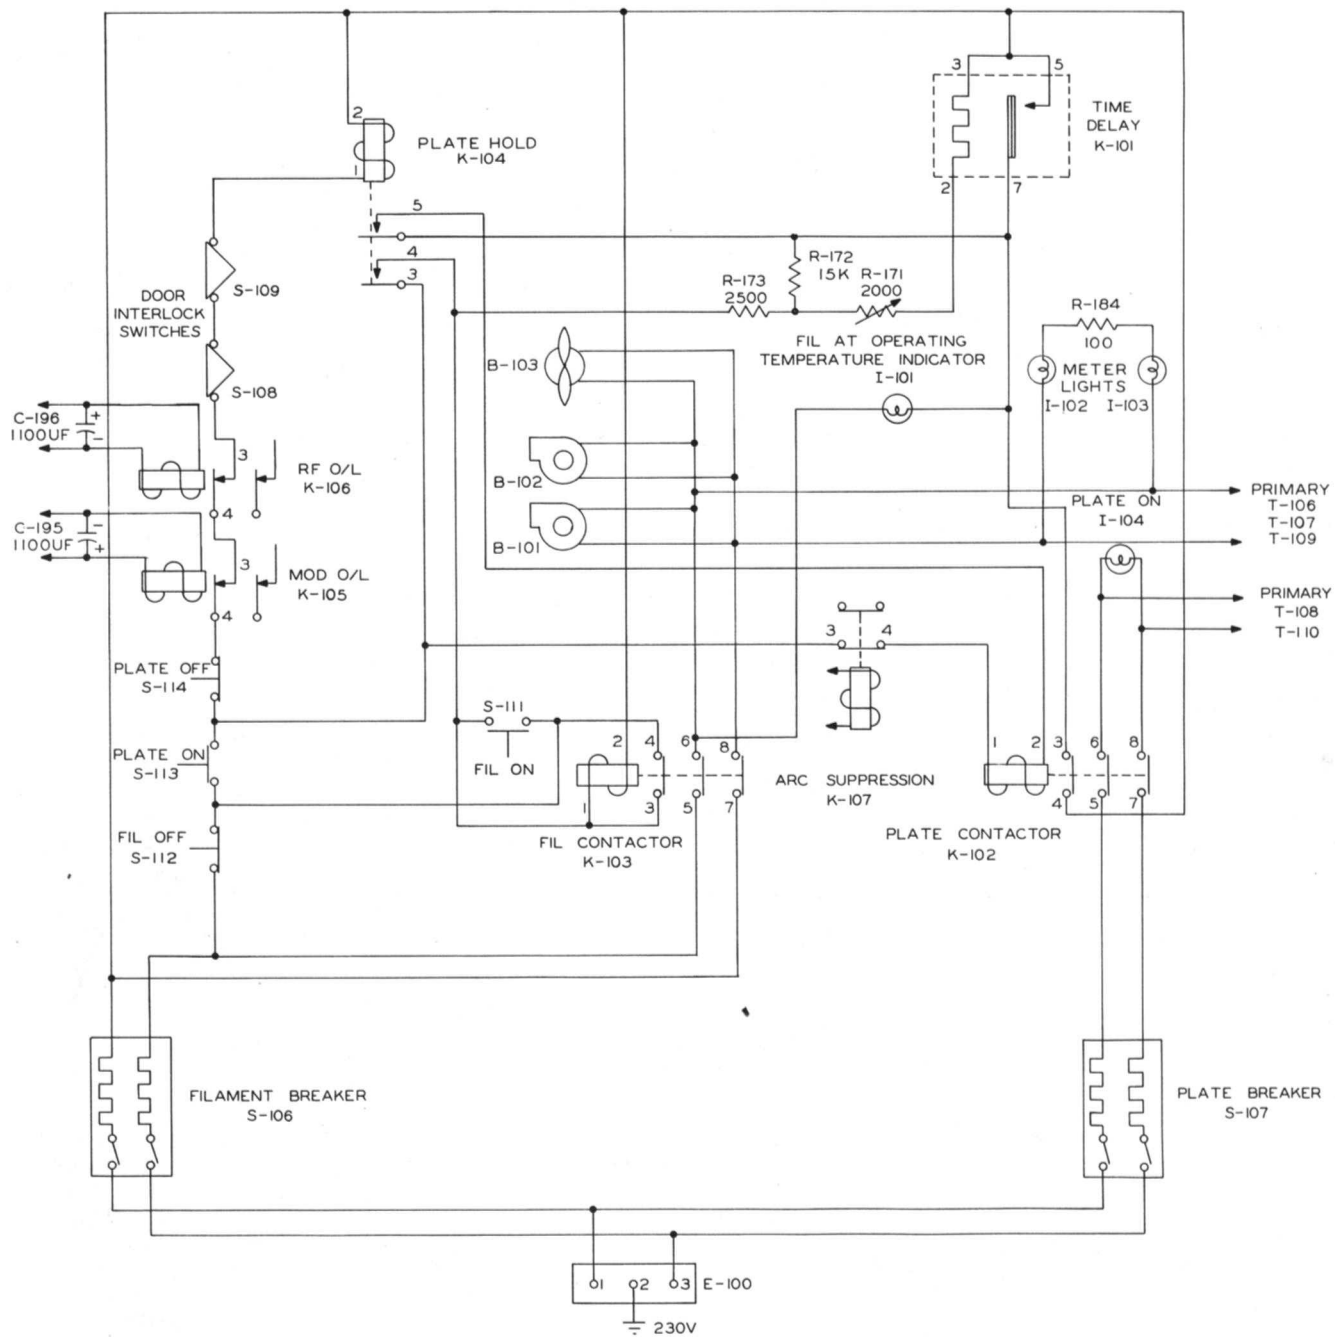 3
5
TIME
DELAY
K-101
2
7
2
1
PLATE HOLD
K-104
5
4
3
R-172
15K
R-171
2000
R-173
2500
FIL AT OPERATING
TEMPERATURE INDICATOR
I-101
R-184
100
METER
LIGHTS
I-102
I-103
S-109
DOOR
INTERLOCK
SWITCHES
S-108
B-103
C-196
1100UF
+
-
3
4
RF O/L
K-106
B-102
B-101
PRIMARY
T-106
T-107
T-109
PLATE ON
I-104
C-195
1100UF
-
+
3
4
MOD O/L
K-105
PRIMARY
T-108
T-110
3
4
PLATE OFF
S-114
S-111
FIL ON
PLATE ON
S-113
FIL OFF
S-112
2
1
4
3
6
5
8
7
FIL CONTACTOR
K-103
ARC SUPPRESSION
K-107
1
2
3
4
6
5
8
7
PLATE CONTACTOR
K-102
FILAMENT BREAKER
S-106
PLATE BREAKER
S-107
1
2
3
E-100
230V